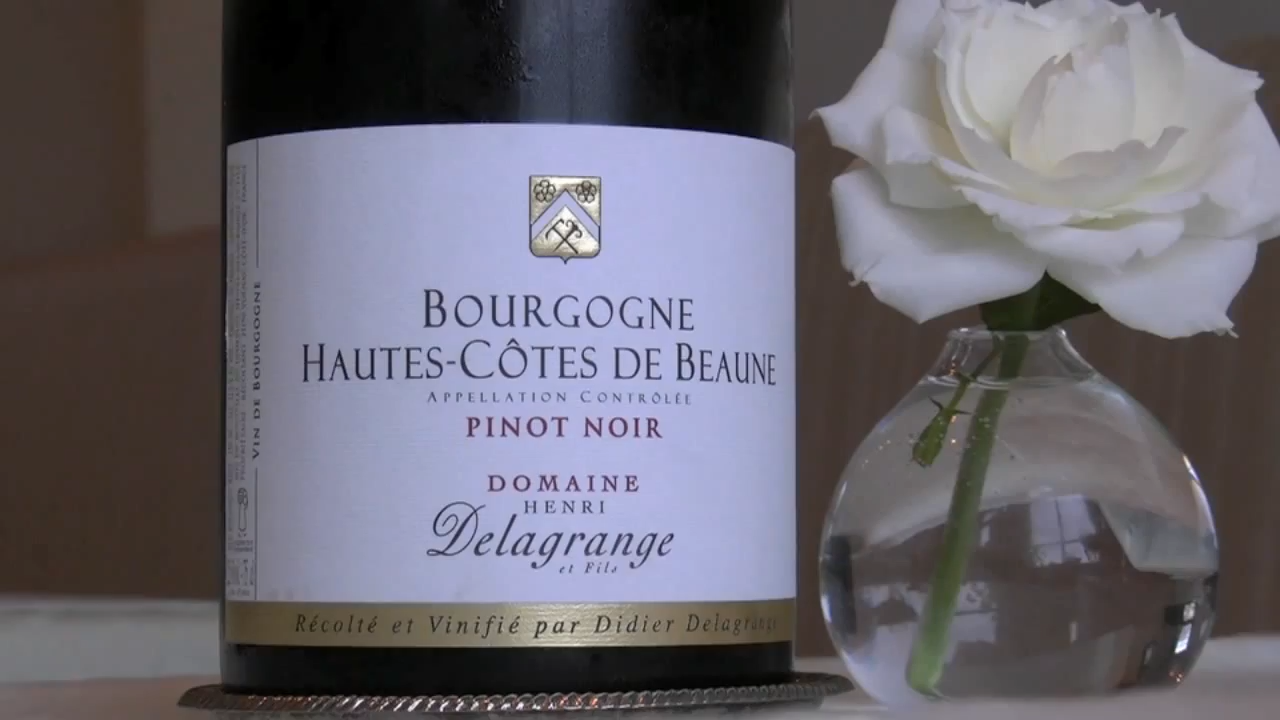 BOURGOGNE
HAUTES-CÔTES DE BEAUNE
APPELLATION CONTRÔLÉE
PINOT NOIR
DOMAINE
HENRI
Delagrange
et Fils
Récolté et Vinifié par Didier Delagrange
VIN DE BOURGOGNE